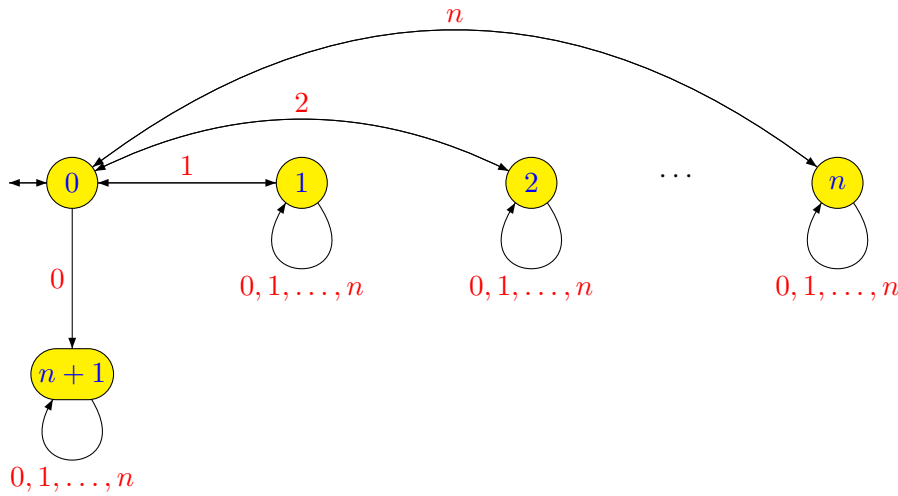 n
2
1
0 1 2 … n
0
0, 1, …, n 0, 1, …, n 0, 1, …, n
n + 1
0, 1, …, n